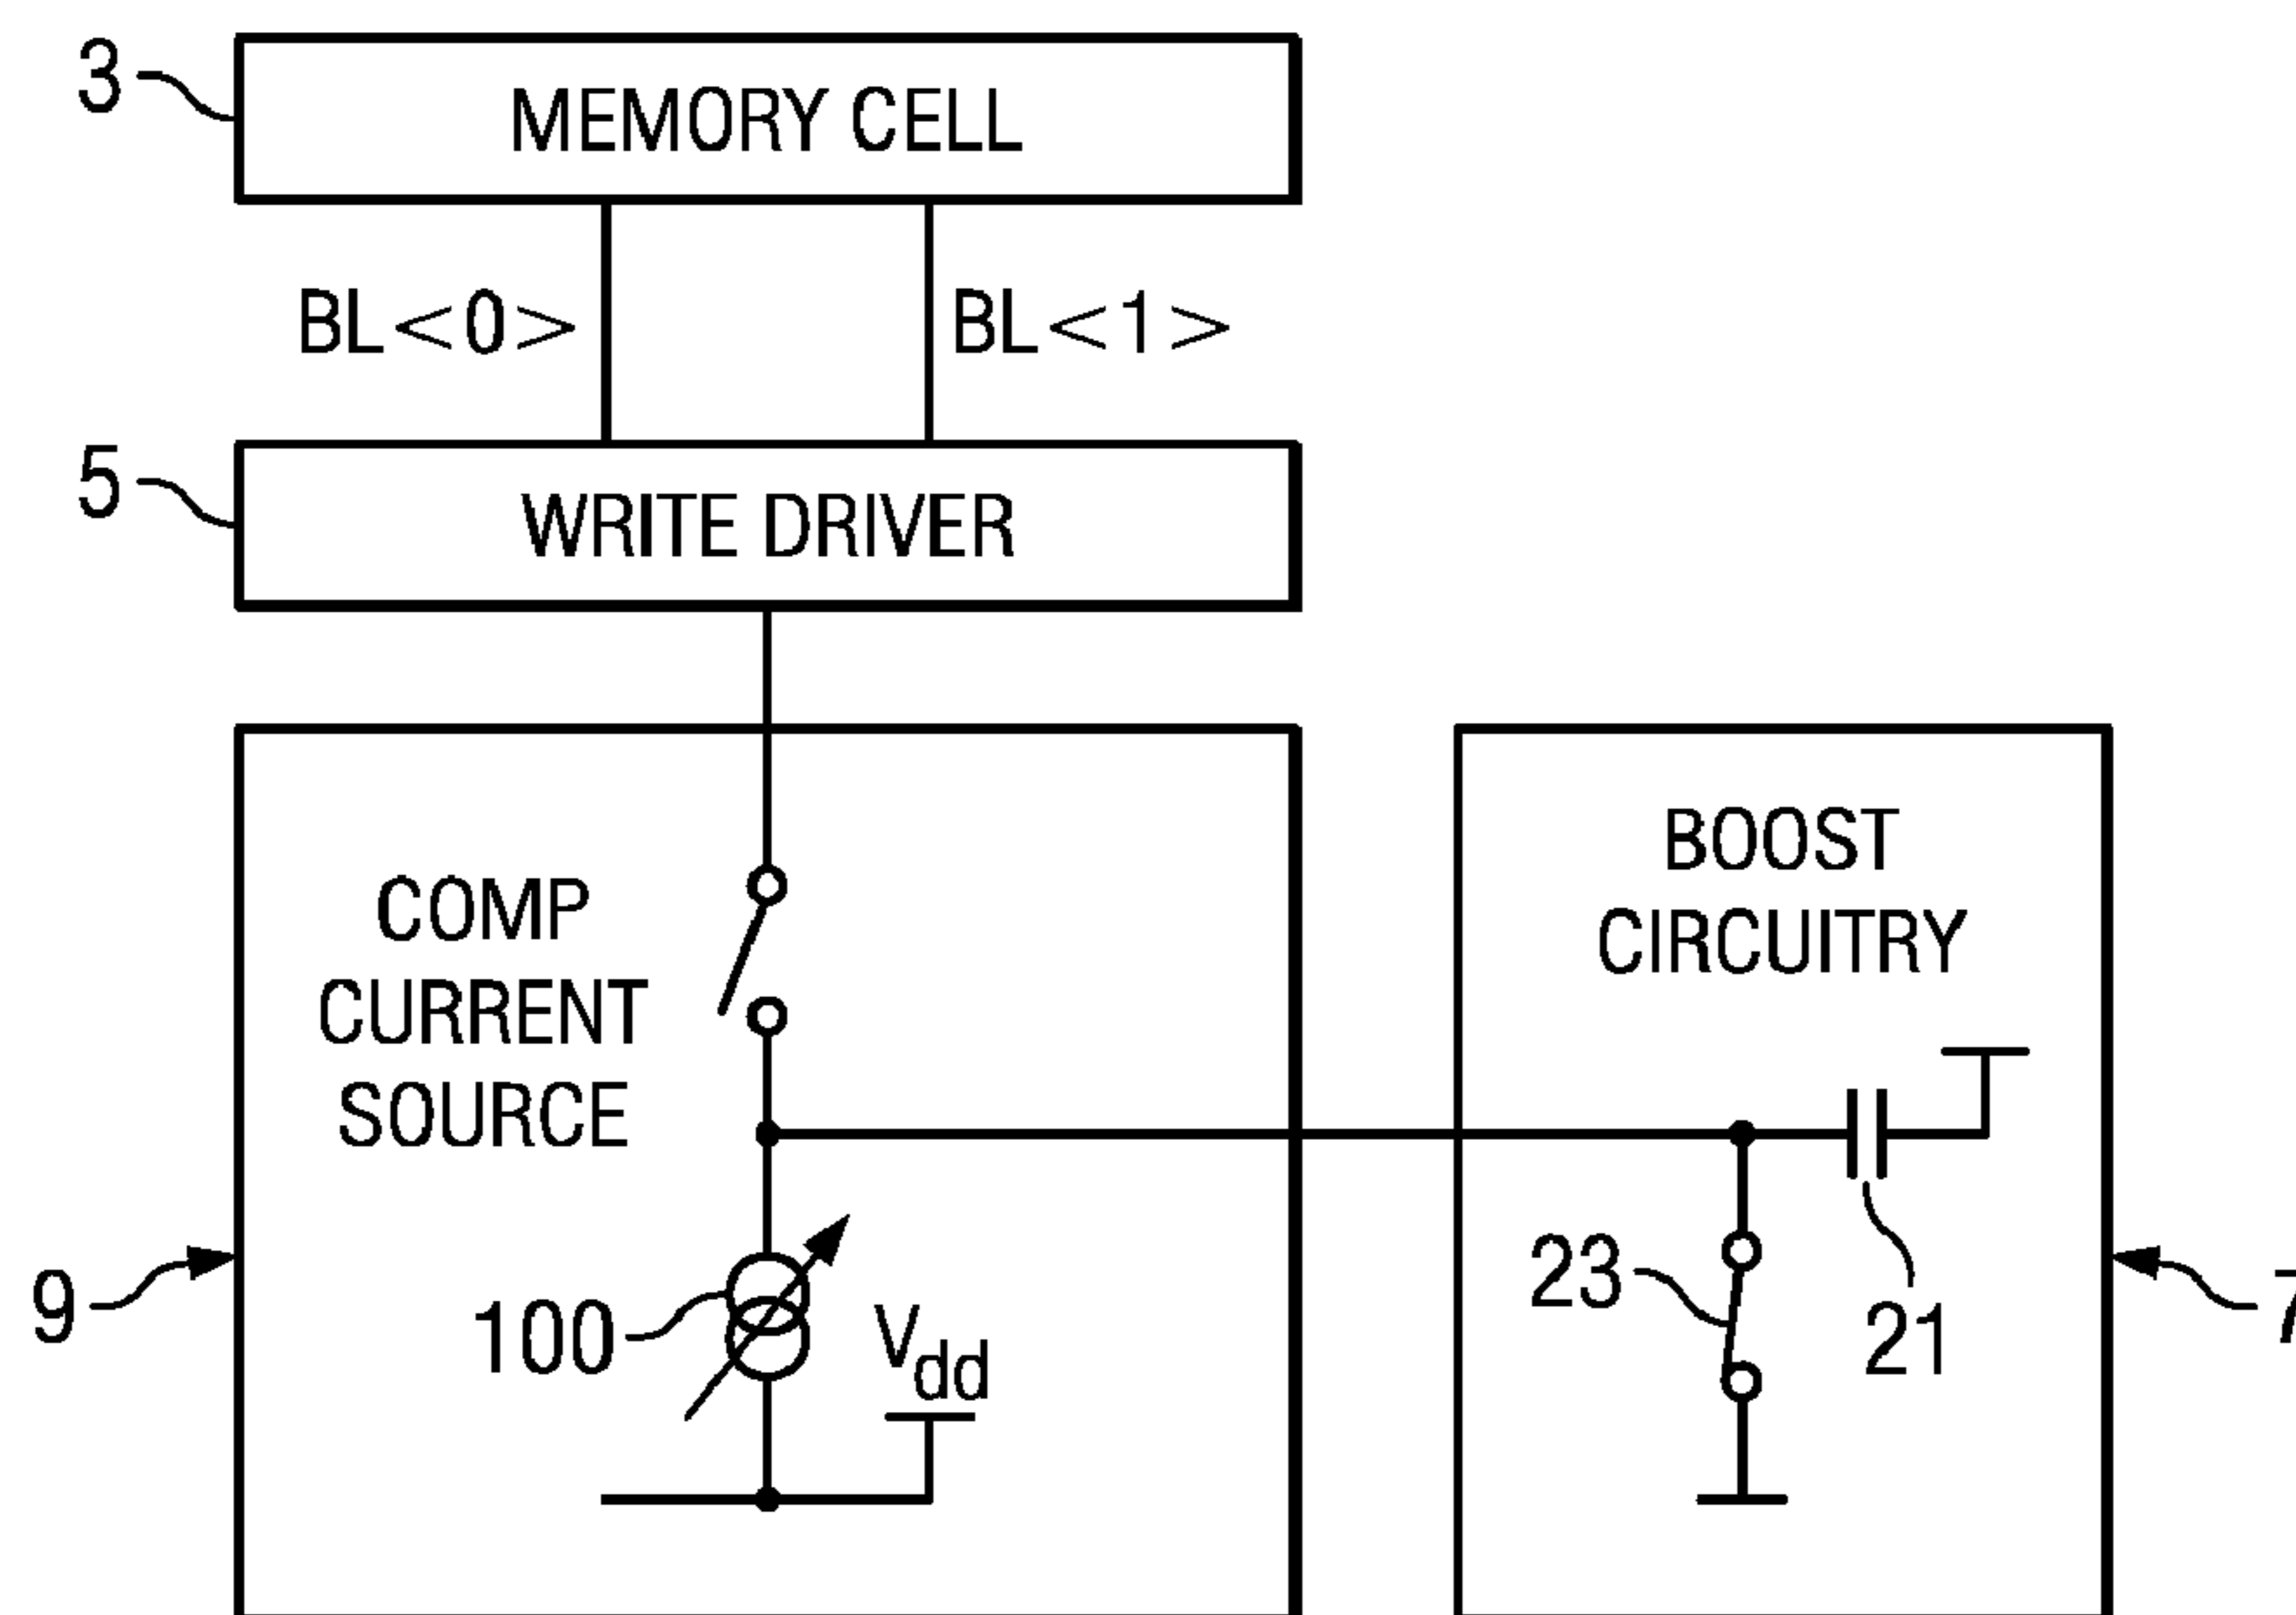 3
MEMORY CELL
BL<0>
BL<1>
5
WRITE DRIVER
COMP
CURRENT
SOURCE
BOOST
CIRCUITRY
9
100
Vdd
23
21
7